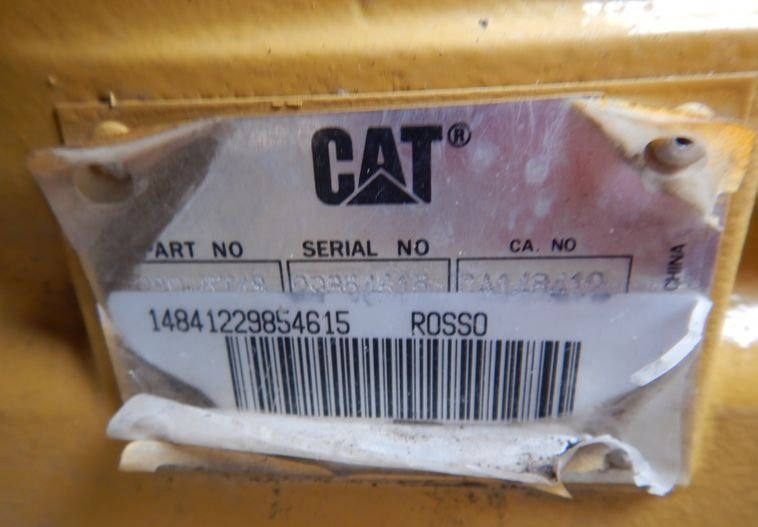 CAT®
PART NO SERIAL NO CA. NO
CHINA
14841229854615 ROSSO